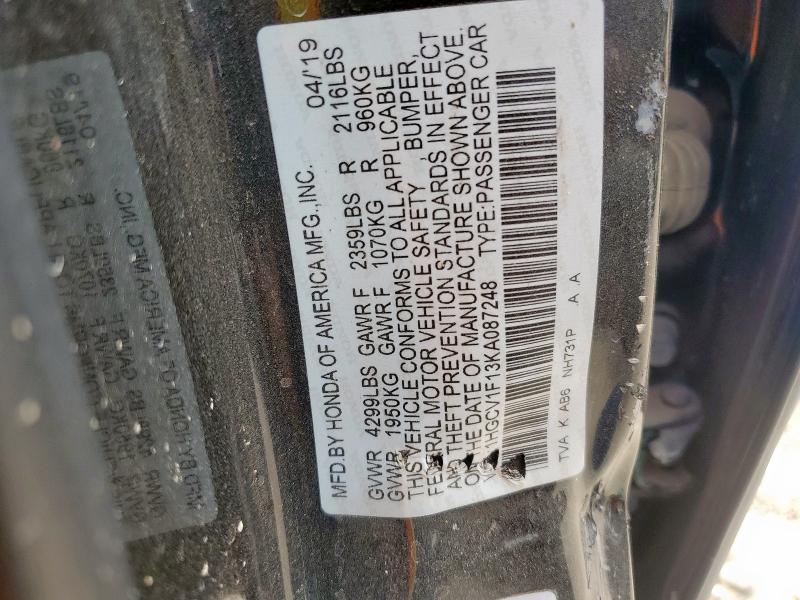 MFD.BY HONDA OF AMERICA MFG.,INC. 04/'19
GVWR 4299LBS GAWR F 2359LBS R 2116LBS
GVWR 1950KG GAWR F 1070KG R 960KG
THIS VEHICLE CONFORMS TO ALL APPLICABLE
FEDERAL MOTOR VEHICLE SAFETY, BUMPER,
AND THEFT PREVENTION STANDARDS IN EFFECT
ON THE DATE OF MANUFACTURE SHOWN ABOVE.
1HGCV1F13KA087248 TYPE:PASSENGER CAR
TVA K AB6 NH731P A A